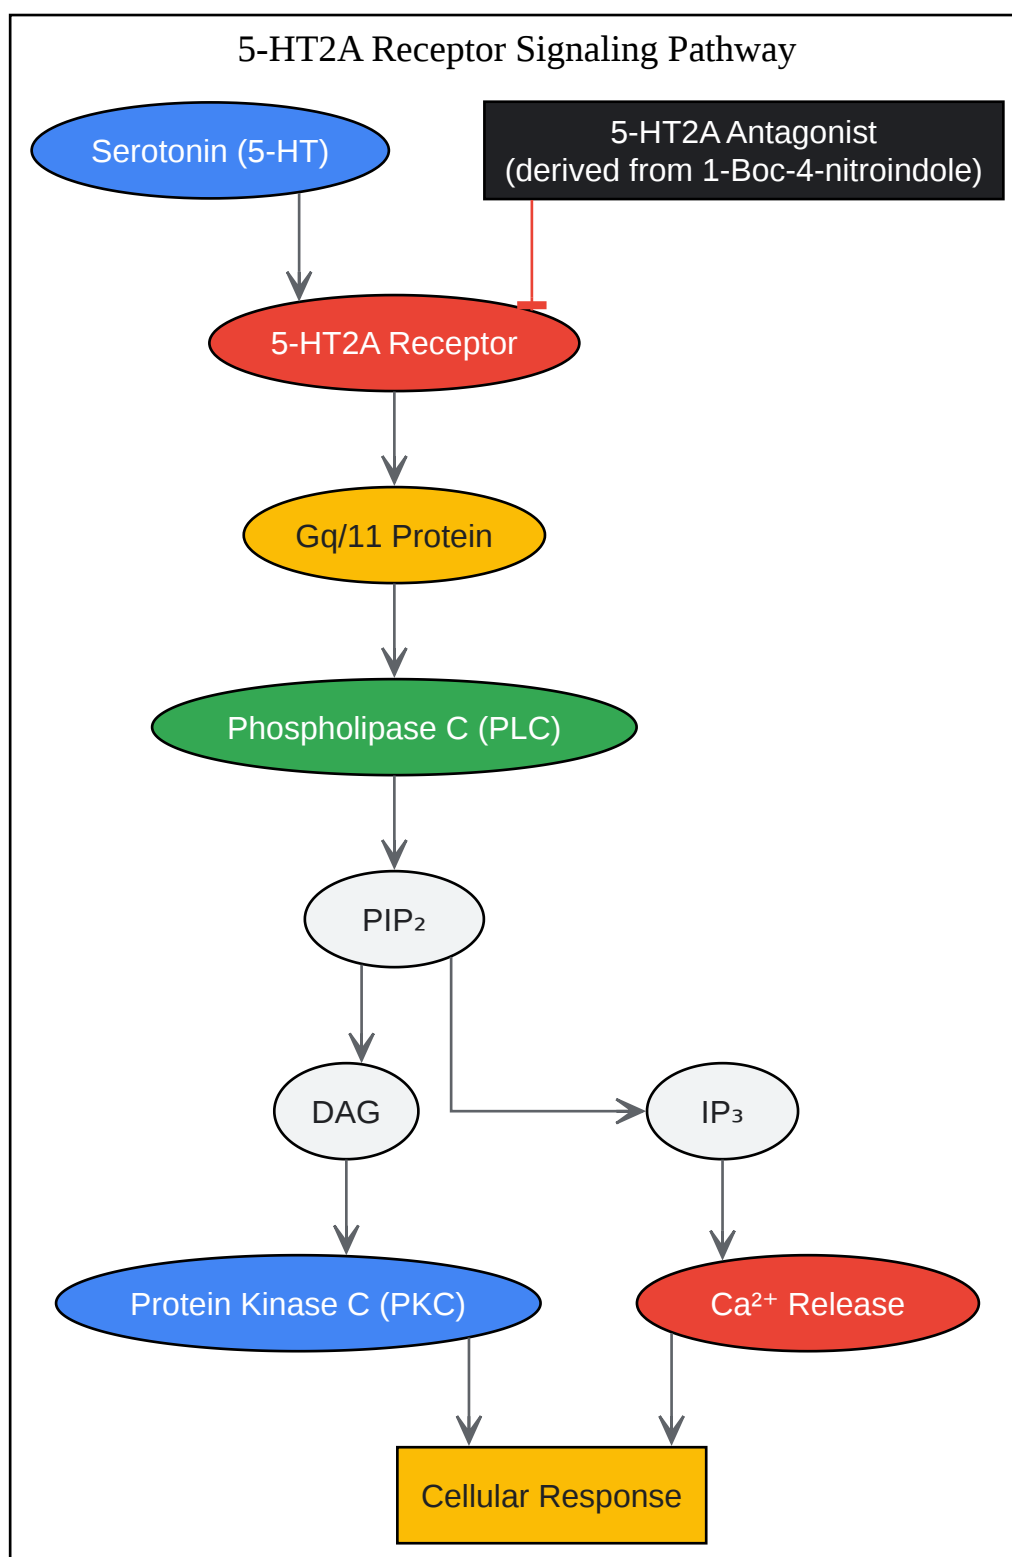 5-HT2A Receptor Signaling Pathway
Serotonin (5-HT)
5-HT2A Antagonist
(derived from 1-Boc-4-nitroindole)
5-HT2A Receptor
Gq/11 Protein
Phospholipase C (PLC)
PIP₂
DAG
IP₃
Protein Kinase C (PKC)
Ca²⁺ Release
Cellular Response